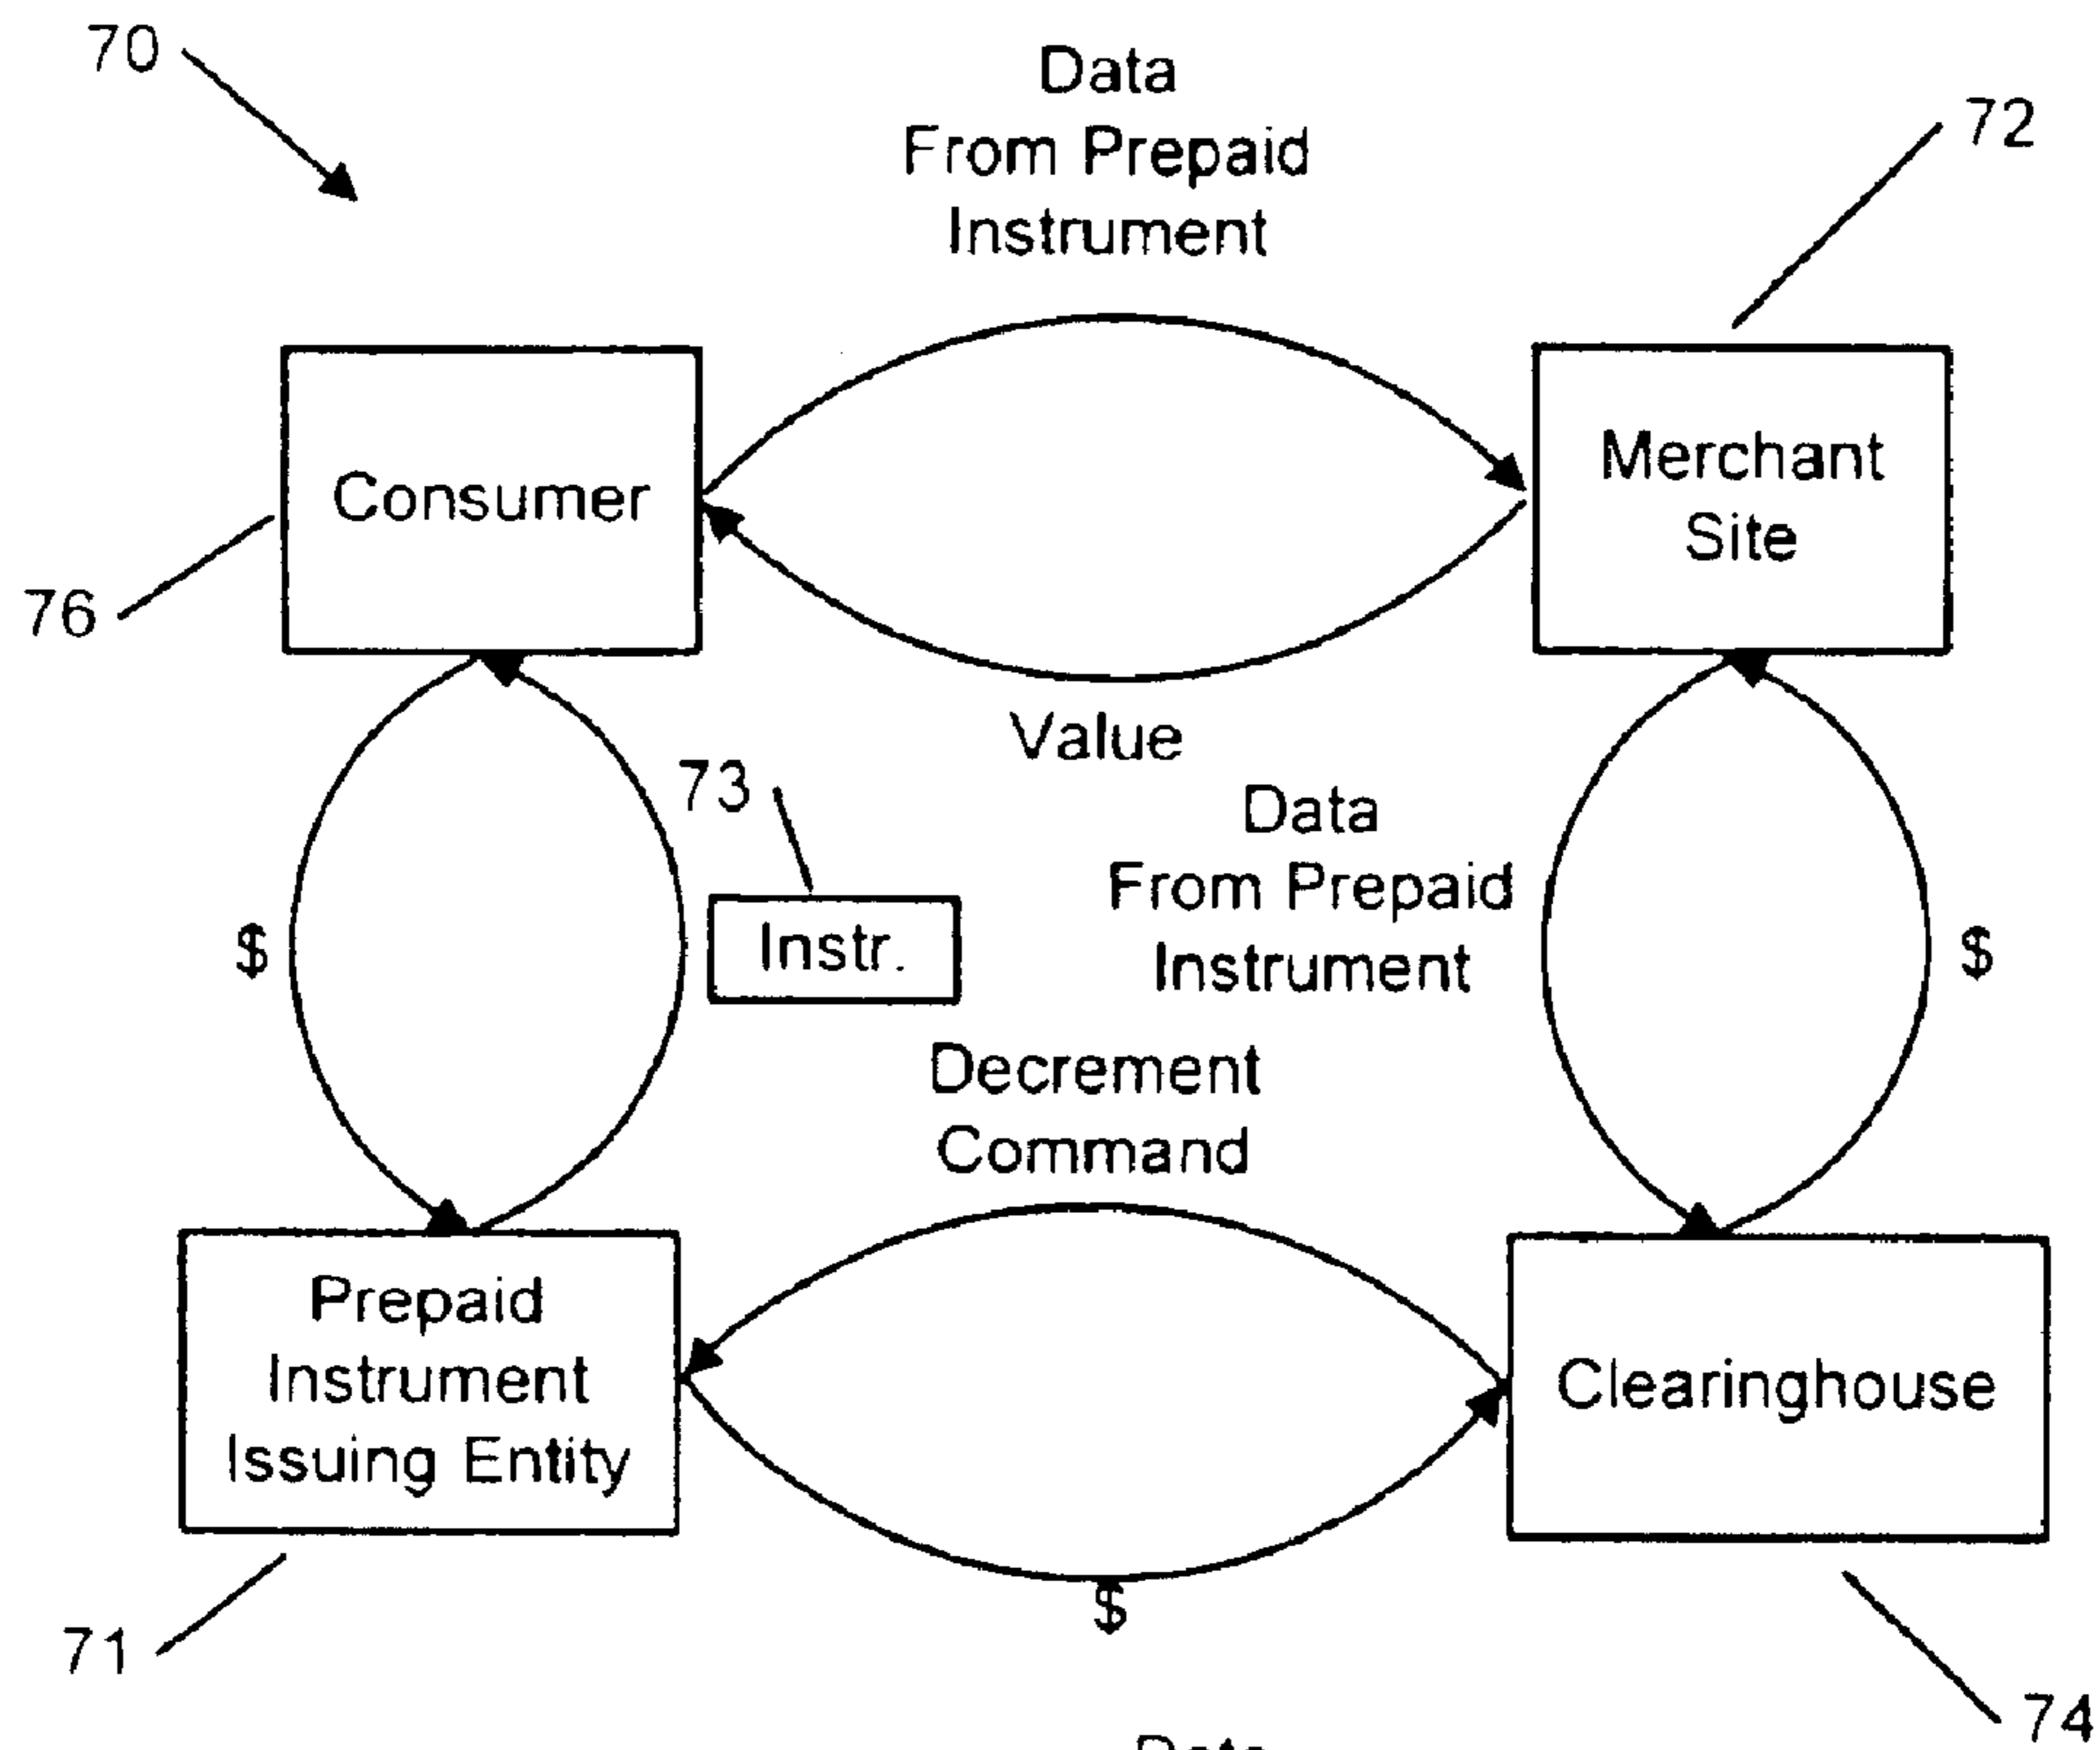 70
Data
From Prepaid
Instrument
72
Consumer
Merchant
Site
76
Value
73
Data
From Prepaid
Instrument
$
Instr.
$
Decrement
Command
Prepaid
Instrument
Issuing Entity
Clearinghouse
$
71
74